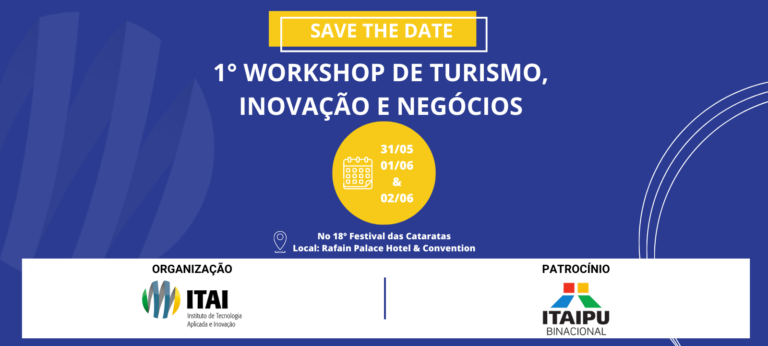 SAVE THE DATE
1° WORKSHOP DE TURISMO,
INOVAÇÃO E NEGÓCIOS
31/05
01/06
&
02/06
No 18° Festival das Cataratas
Local: Rafain Palace Hotel & Convention
ORGANIZAÇÃO
ITAI
Instituto de Tecnologia
Aplicada e Inovação
PATROCÍNIO
ITAIPU
BINACIONAL